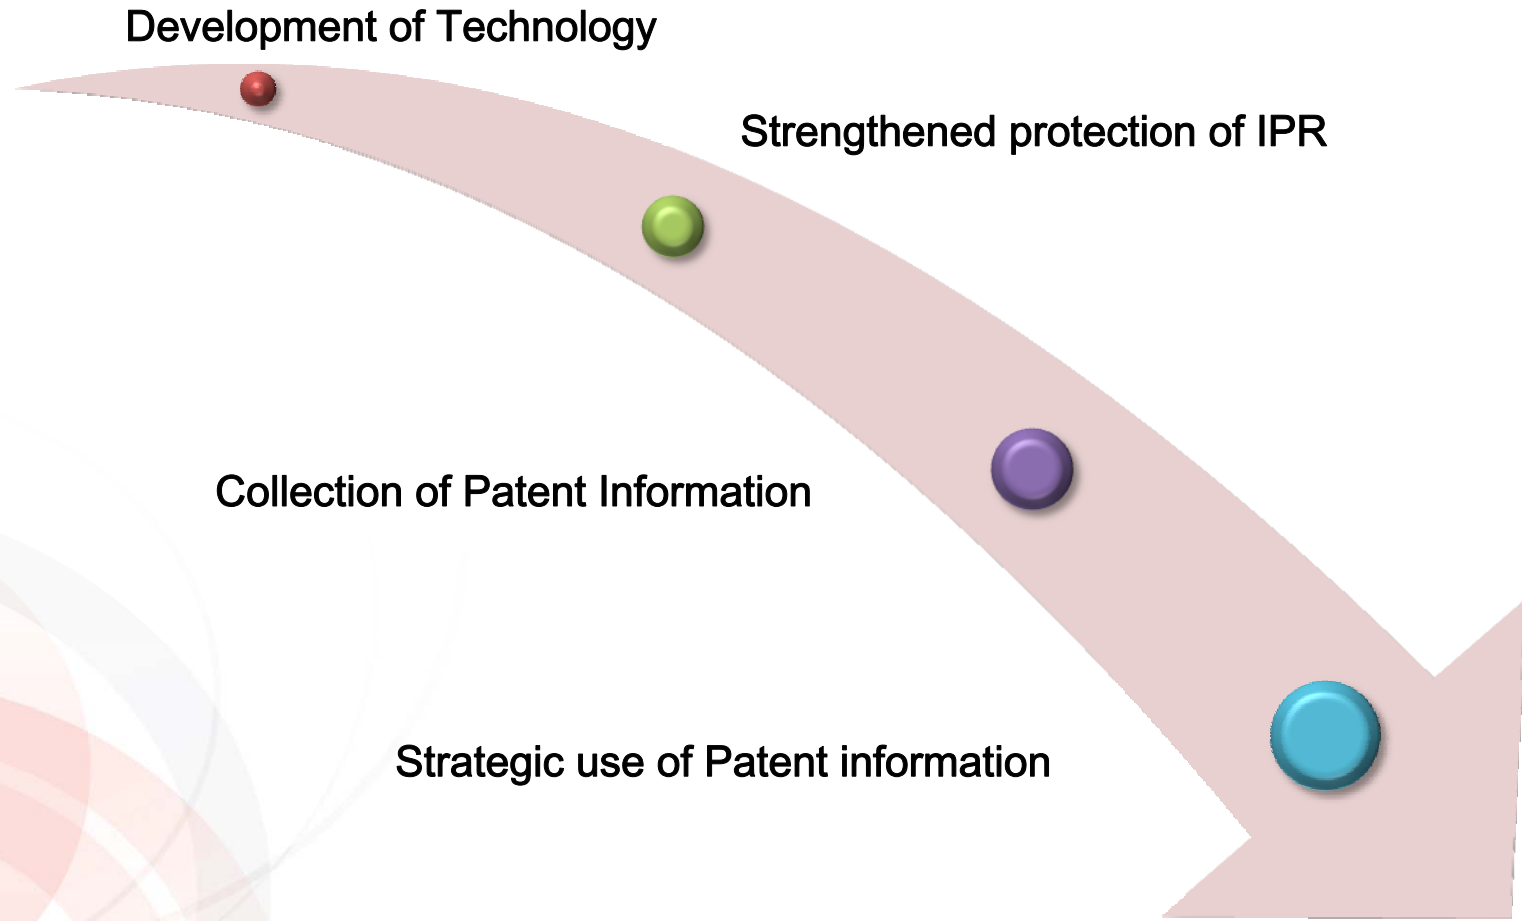 Development of Technology
Strengthened protection of IPR
Collection of Patent Information
Strategic use of Patent information